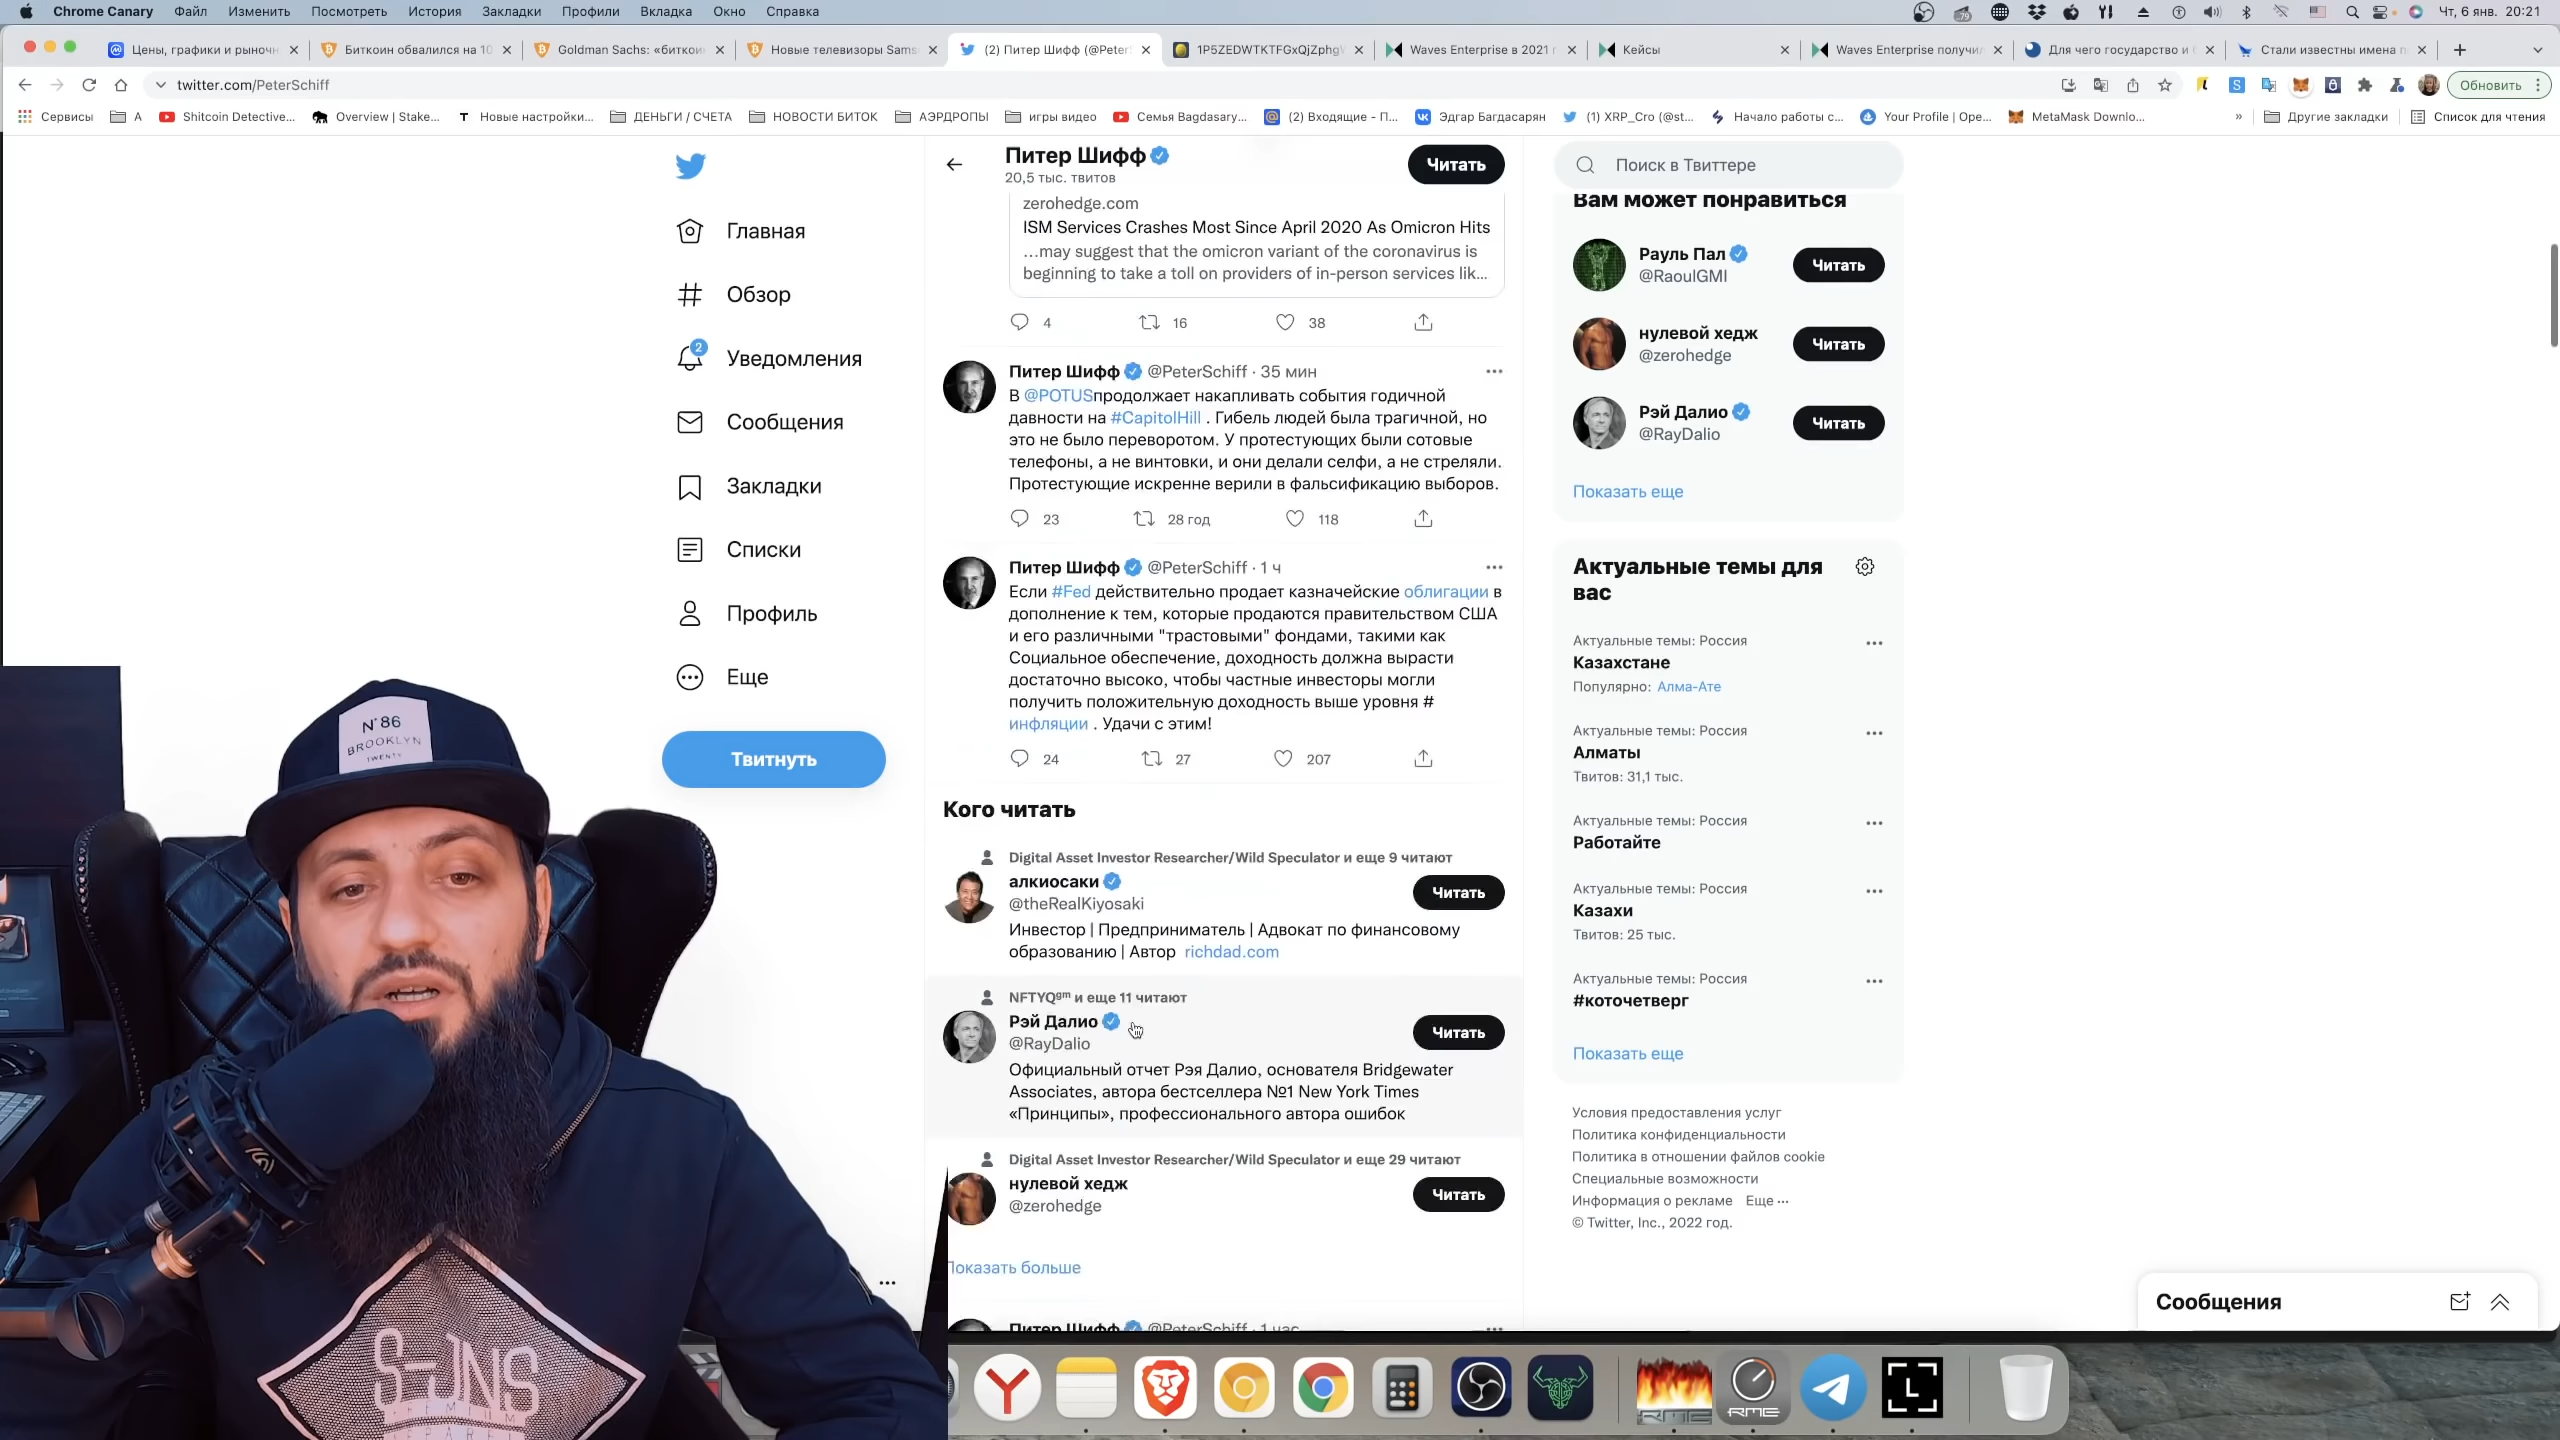 Chrome Canary Файл Изменить Посмотреть История Закладки Профили Вкладка Окно Справка
79
Чт, 6 янв. 20:21
Цены, графики и рыночн
Биткоин обвалился на 10
Goldman Sachs: «биткои
Новые телевизоры Sams
(2) Питер Шифф (@Peter
1P5ZEDWTKTFGxQjZphg
Waves Enterprise в 2021 г
Кейсы
Waves Enterprise получи
Для чего государство и
Стали известны имена п
twitter.com/PeterSchiff
Обновить
Сервисы
А
Shitcoin Detective...
Overview | Stake...
Новые настройки...
ДЕНЬГИ / СЧЕТА
НОВОСТИ БИТОК
АЭРДРОПЫ
игры видео
Семья Bagdasary...
(2) Входящие - П...
Эдгар Багдасарян
(1) XRP_Cro (@st...
Начало работы с...
Your Profile | Ope...
MetaMask Downlo...
»
Другие закладки
Список для чтения
Главная
Обзор
2
Уведомления
Сообщения
Закладки
Списки
Профиль
Еще
Твитнуть
Питер Шифф
20,5 тыс. твитов
Читать
zerohedge.com
ISM Services Crashes Most Since April 2020 As Omicron Hits
...may suggest that the omicron variant of the coronavirus is
beginning to take a toll on providers of in-person services lik...
4 16 38
Питер Шифф @PeterSchiff · 35 мин
В @POTUSпродолжает накапливать события годичной
давности на #CapitolHill . Гибель людей была трагичной, но
это не было переворотом. У протестующих были сотовые
телефоны, а не винтовки, и они делали селфи, а не стреляли.
Протестующие искренне верили в фальсификацию выборов.
23 28 год 118
Питер Шифф @PeterSchiff · 1 ч
Если #Fed действительно продает казначейские облигации в
дополнение к тем, которые продаются правительством США
и его различными "трастовыми" фондами, такими как
Социальное обеспечение, доходность должна вырасти
достаточно высоко, чтобы частные инвесторы могли
получить положительную доходность выше уровня #
инфляции . Удачи с этим!
24 27 207
Кого читать
Digital Asset Investor Researcher/Wild Speculator и еще 9 читают
алкиосаки
Читать
@theRealKiyosaki
Инвестор | Предприниматель | Адвокат по финансовому
образованию | Автор richdad.com
NFTYQᵍᵐ и еще 11 читают
Рэй Далио
Читать
@RayDalio
Официальный отчет Рэя Далио, основателя Bridgewater
Associates, автора бестселлера №1 New York Times
«Принципы», профессионального автора ошибок
Digital Asset Investor Researcher/Wild Speculator и еще 29 читают
нулевой хедж
Читать
@zerohedge
Показать больше
Питер Шифф @PeterSchiff · 1 час
Поиск в Твиттере
Вам может понравиться
Рауль Пал
@RaoulGMI
Читать
нулевой хедж
@zerohedge
Читать
Рэй Далио
@RayDalio
Читать
Показать еще
Актуальные темы для
вас
Актуальные темы: Россия
Казахстане
Популярно: Алма-Ате
Актуальные темы: Россия
Алматы
Твитов: 31,1 тыс.
Актуальные темы: Россия
Работайте
Актуальные темы: Россия
Казахи
Твитов: 25 тыс.
Актуальные темы: Россия
#коточетверг
Показать еще
Условия предоставления услуг
Политика конфиденциальности
Политика в отношении файлов cookie
Специальные возможности
Информация о рекламе Еще ···
© Twitter, Inc., 2022 год.
Сообщения
N°86
BROOKLYN
TWENTY
S-JNS
RME
RME
L